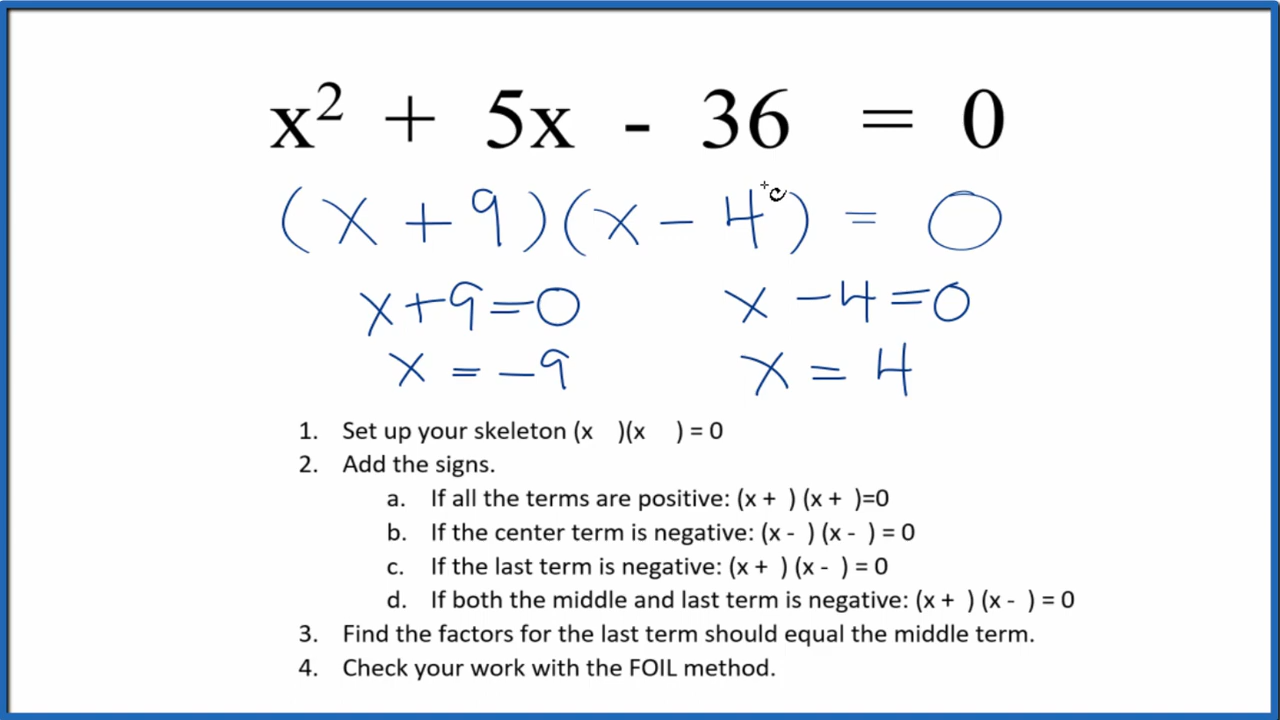 x² + 5x - 36 = 0
(x + 9)(x - 4) = 0
x + 9 = 0 x - 4 = 0
x = -9 x = 4
1. Set up your skeleton (x )(x ) = 0
2. Add the signs.
a. If all the terms are positive: (x + ) (x + )=0
b. If the center term is negative: (x - ) (x - ) = 0
c. If the last term is negative: (x + ) (x - ) = 0
d. If both the middle and last term is negative: (x + ) (x - ) = 0
3. Find the factors for the last term should equal the middle term.
4. Check your work with the FOIL method.